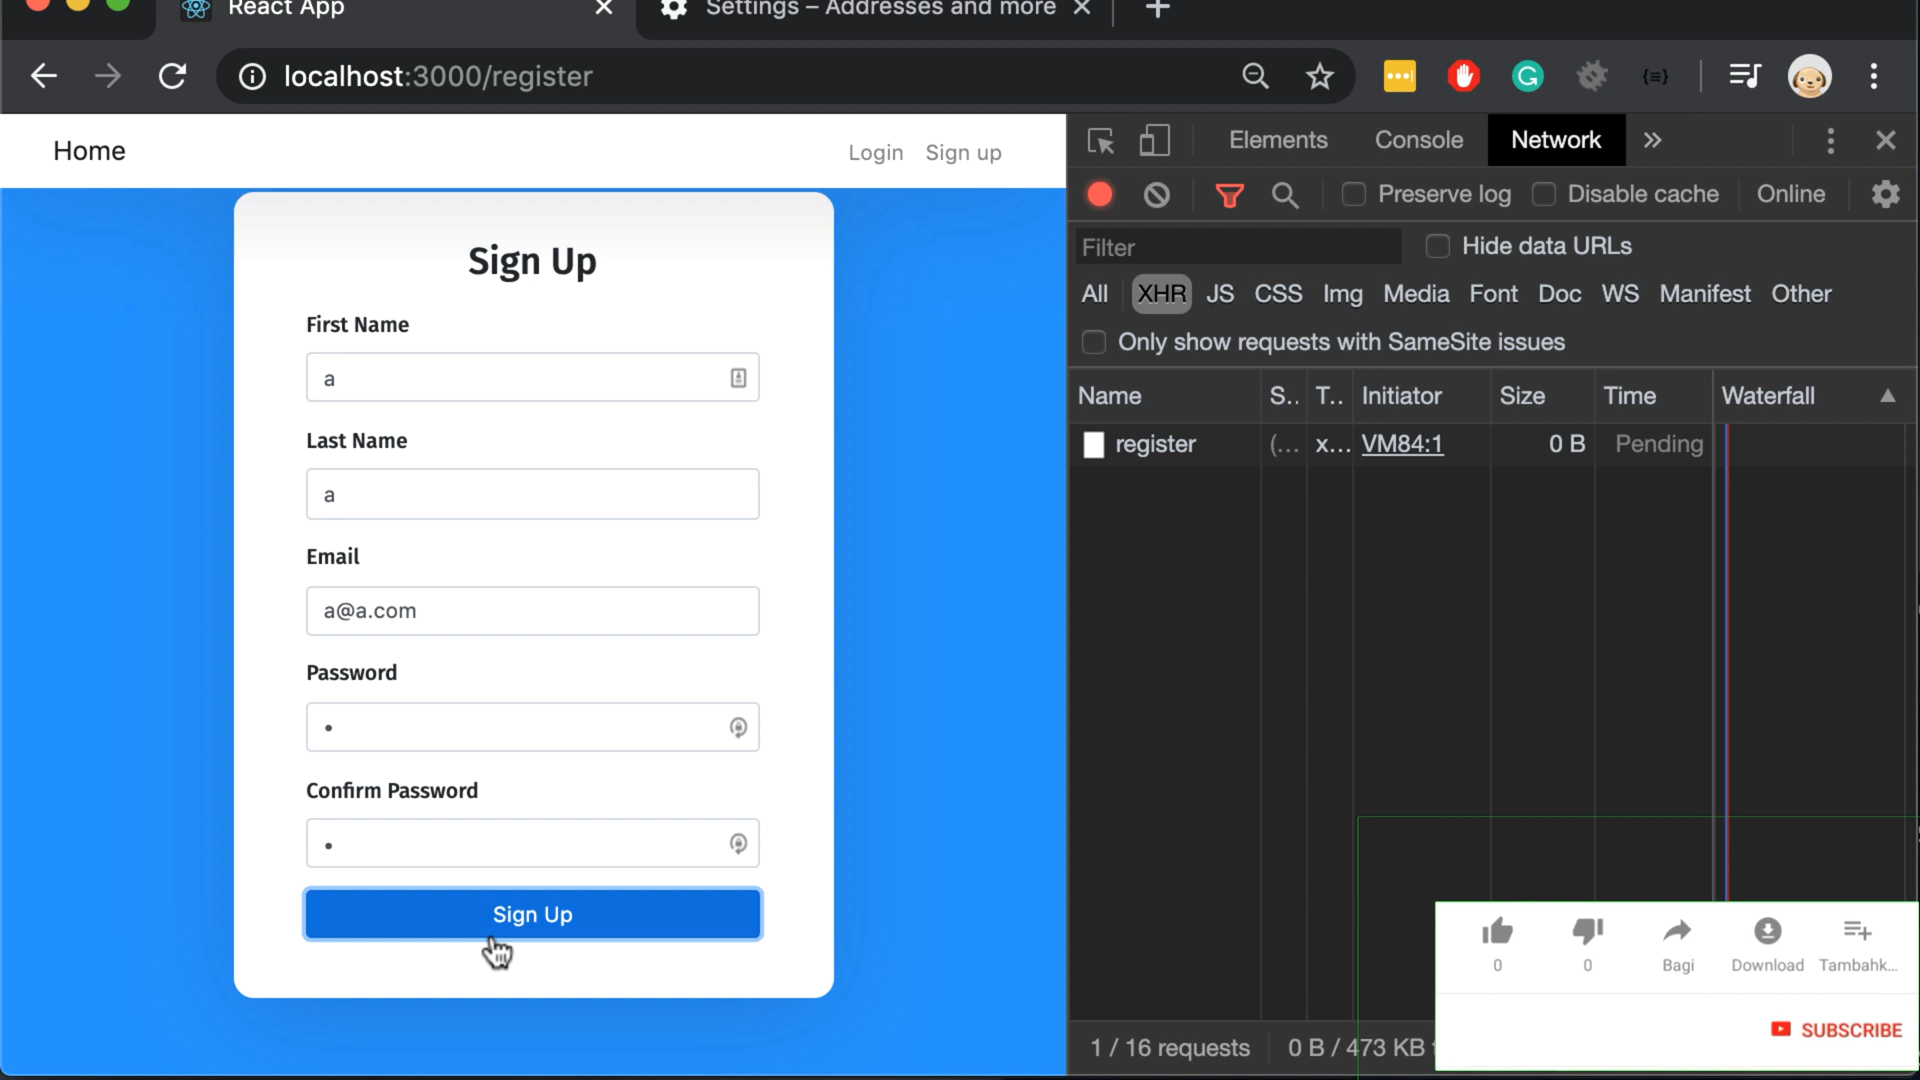 React App
Settings – Addresses and more
localhost:3000/register
Home
Login
Sign up
Sign Up
First Name
a
Last Name
a
Email
a@a.com
Password
•
Confirm Password
•
Sign Up
Elements
Console
Network
Preserve log
Disable cache
Online
Filter
Hide data URLs
All
XHR
JS
CSS
Img
Media
Font
Doc
WS
Manifest
Other
Only show requests with SameSite issues
Name
S..
T..
Initiator
Size
Time
Waterfall
register
(...
x...
VM84:1
0 B
Pending
1 / 16 requests
0 B / 473 KB
0
0
Bagi
Download
Tambahk...
SUBSCRIBE